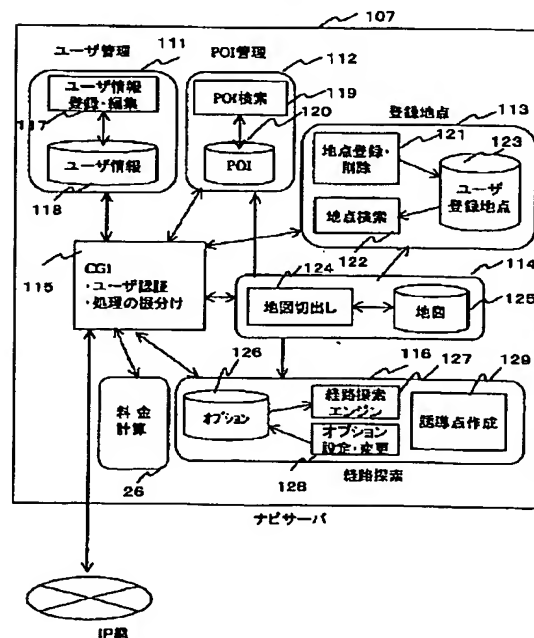 107
ユーザ管理
111
ユーザ情報
登録・編集
117
ユーザ情報
118
POI管理
112
POI検索
119
120
POI
登録地点
113
地点登録・
削除
121
123
ユーザ
登録地点
地点検索
122
115
CGI
・ユーザ認証
・処理の振分け
114
124
地図切出し
地図
125
料金
計算
26
116
126
オプション
127
経路探索
エンジン
オプション
設定・変更
128
129
誘導点作成
経路探索
ナビサーバ
IP網